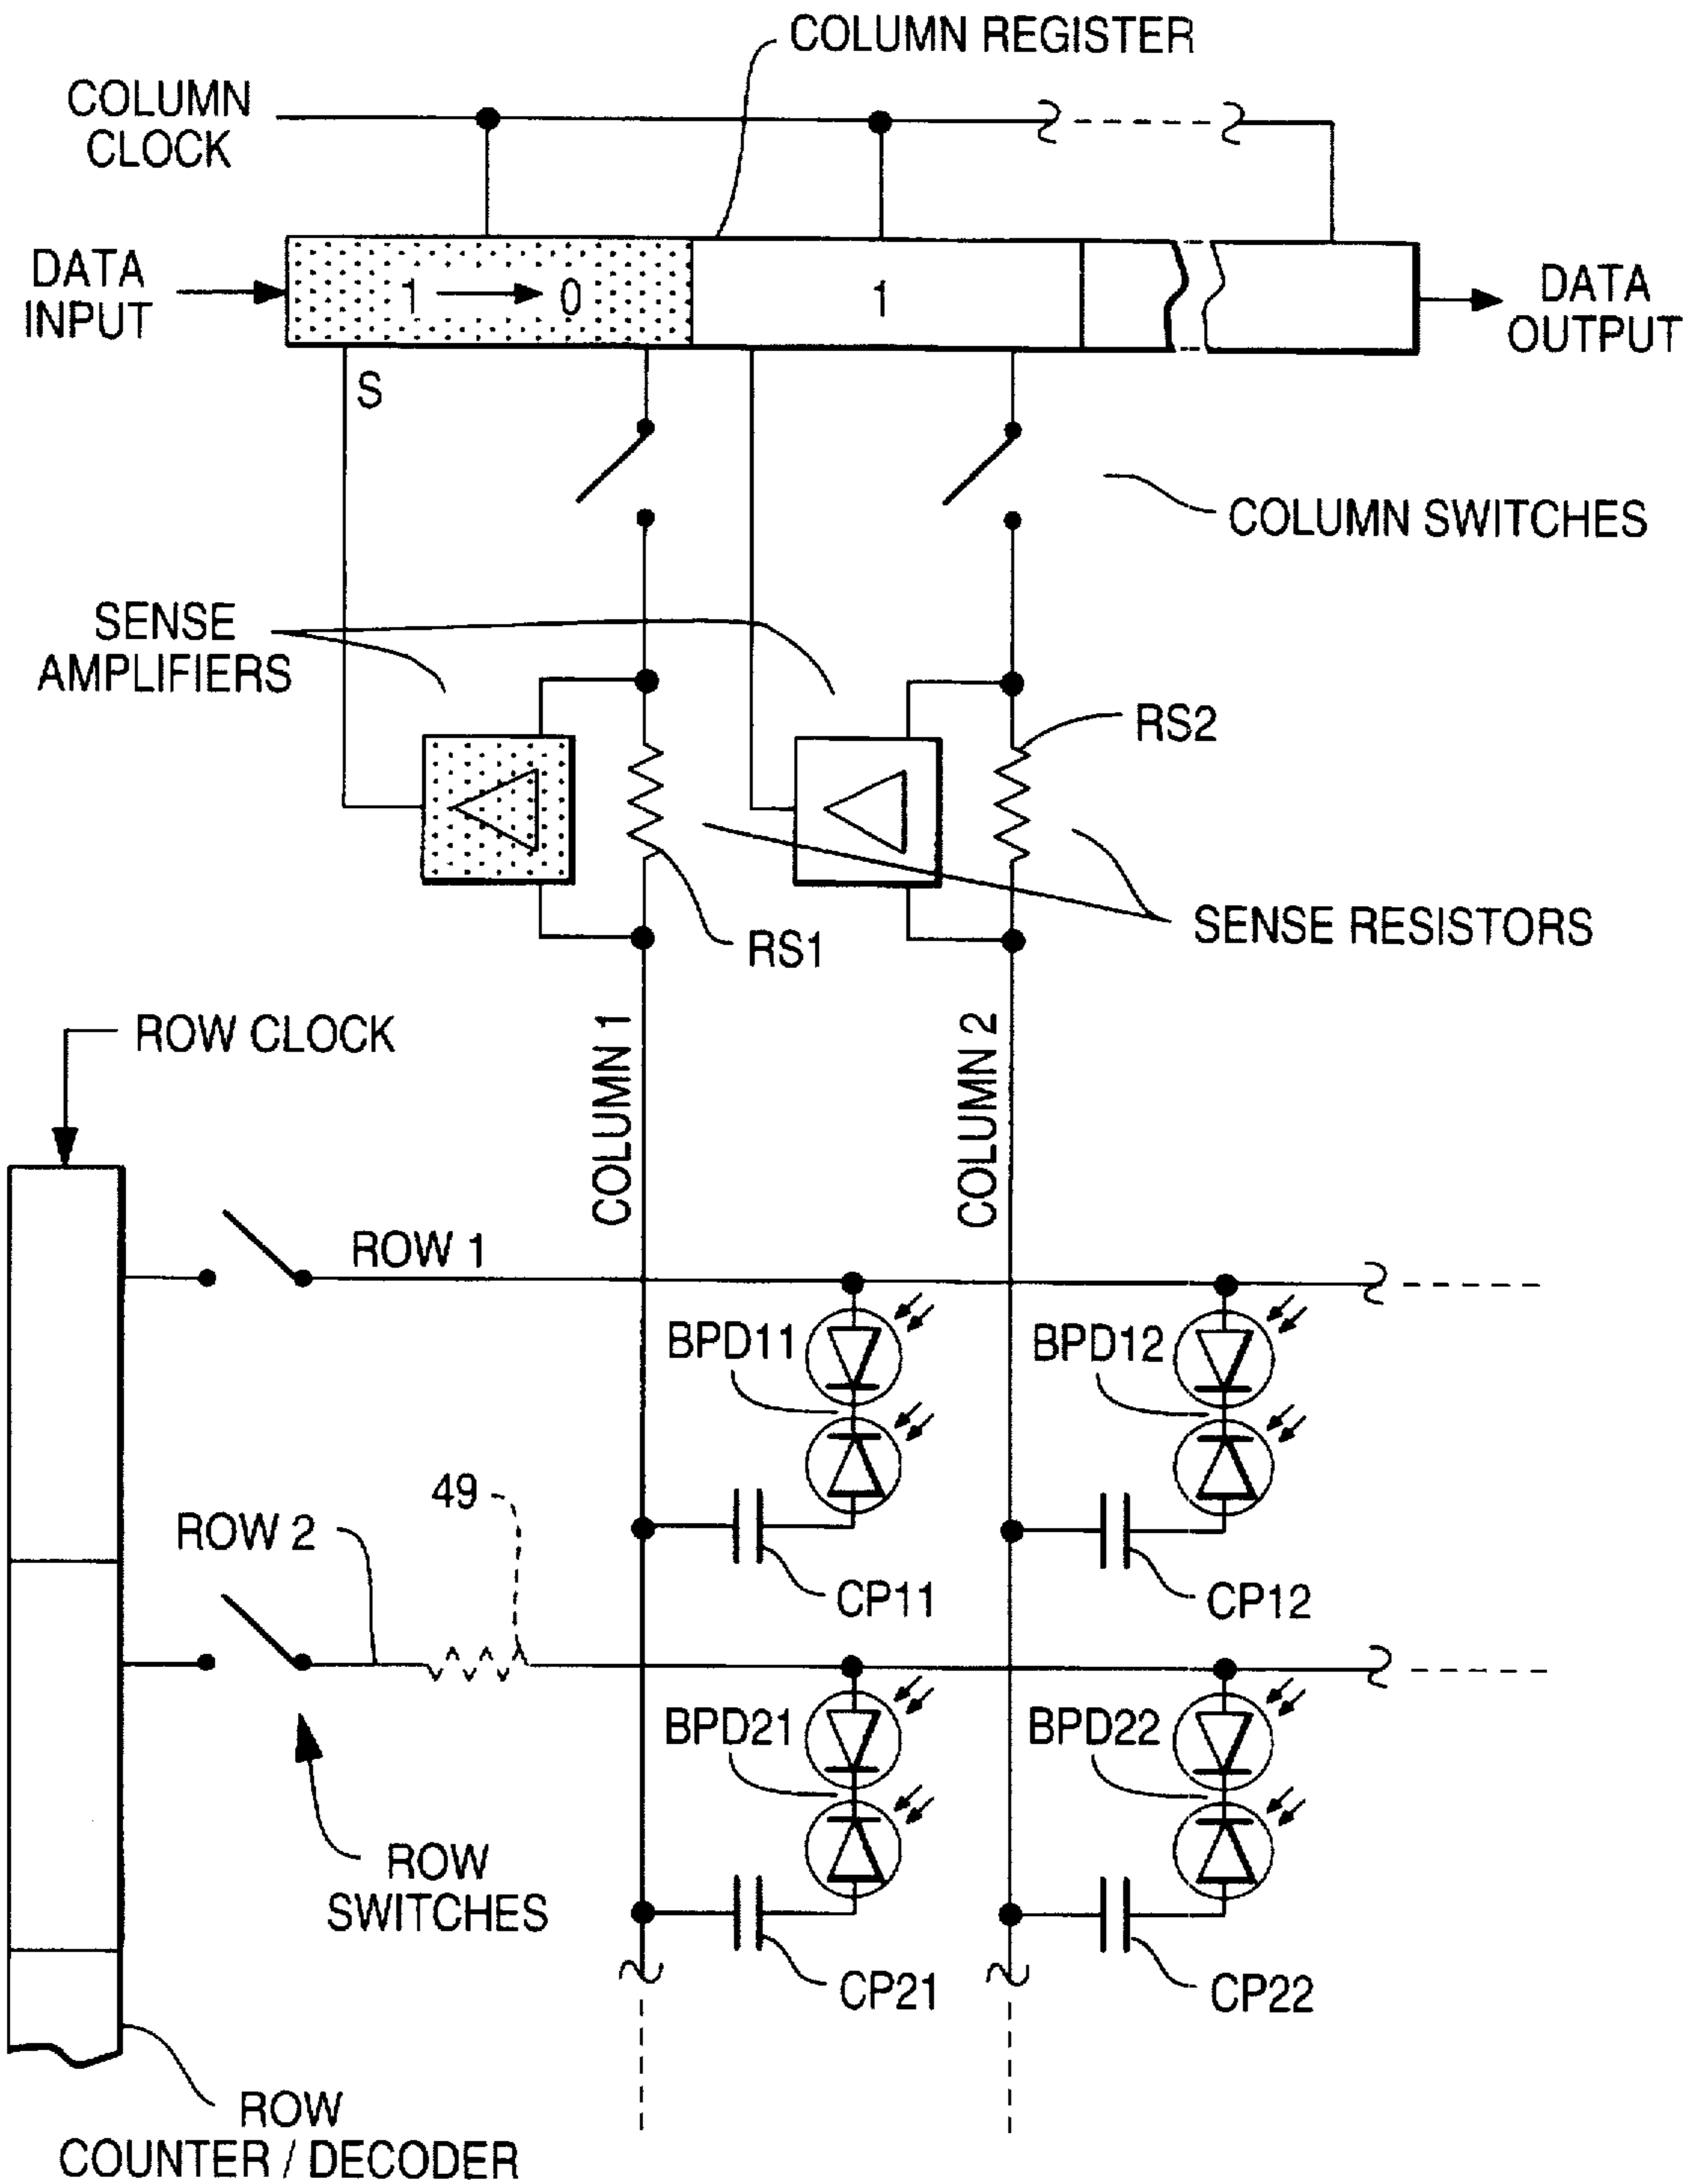 COLUMN REGISTER
COLUMN
CLOCK
DATA
INPUT
1
0
1
DATA
OUTPUT
S
COLUMN SWITCHES
SENSE
AMPLIFIERS
RS2
RS1
SENSE RESISTORS
ROW CLOCK
COLUMN 1
COLUMN 2
ROW 1
BPD11
BPD12
49
ROW 2
CP11
CP12
BPD21
BPD22
ROW
SWITCHES
CP21
CP22
ROW
COUNTER / DECODER